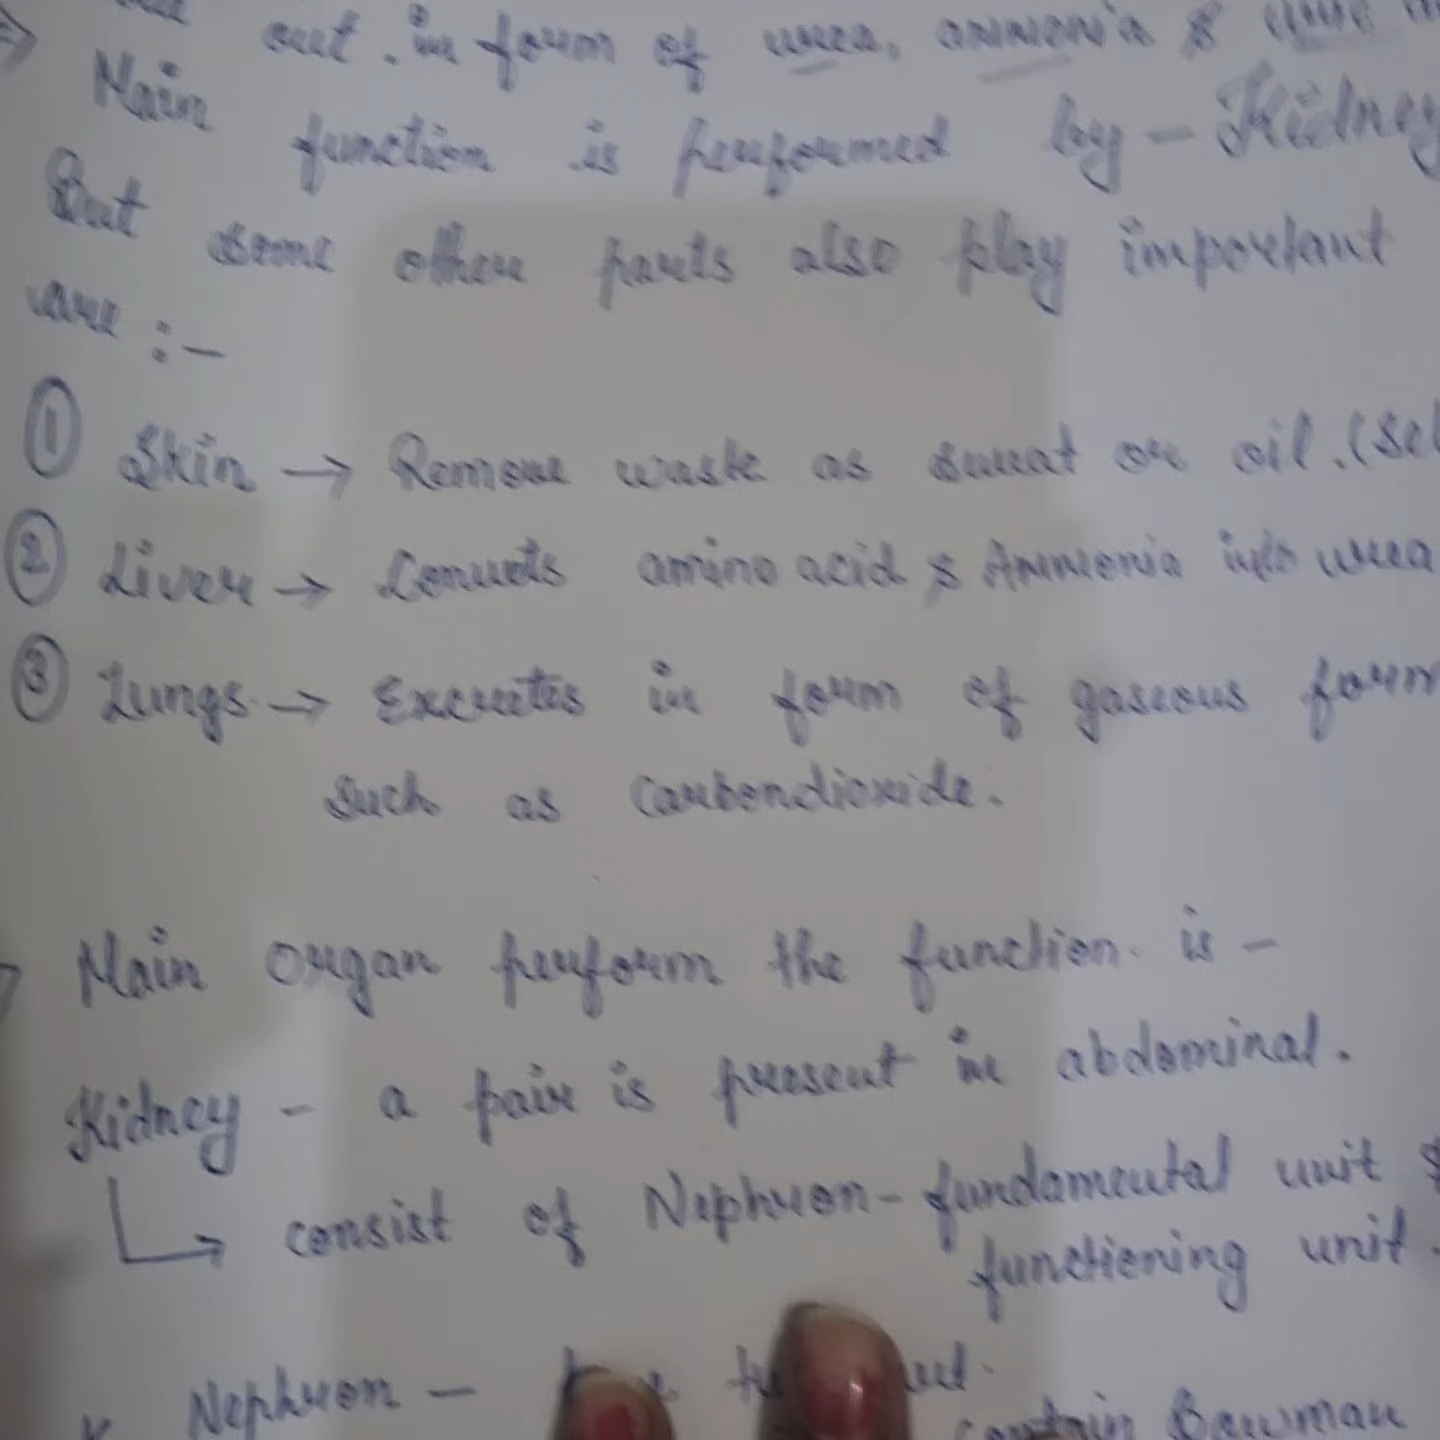 out . in form of urea, ammonia &
Main function is performed by - Kidney
But some other parts also play important
are :-
① Skin → Remove waste as sweat or oil. (Se
② Liver → Converts amino acid & Ammonia into urea
③ Lungs → Excretes in form of gaseous form
such as Carbondioxide.
Main Organ perform the function is -
Kidney - a pair is present in abdominal.
consist of Nephron - fundamental unit &
functioning unit.
Nephron -
contain Bowman